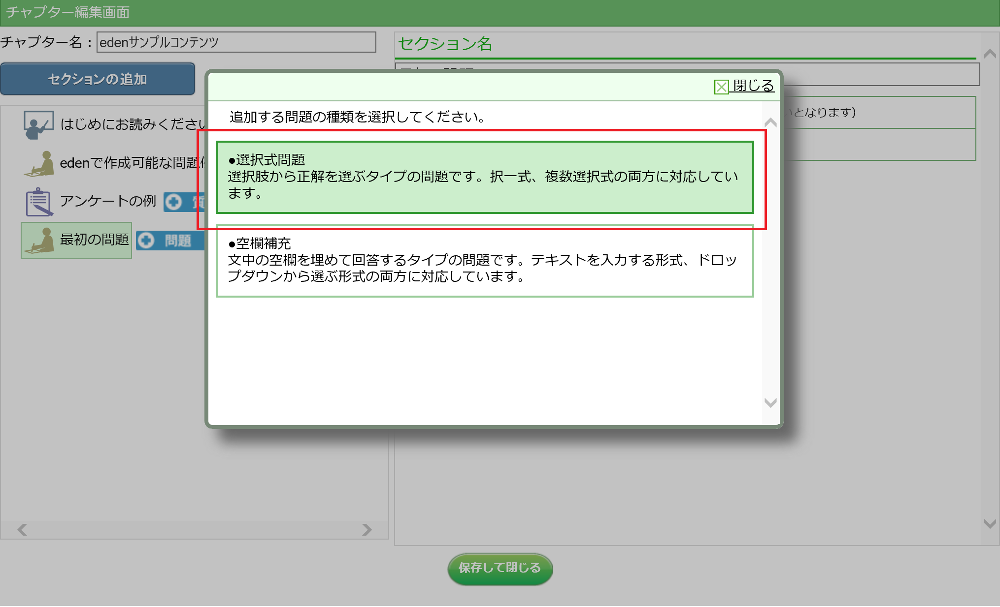 チャプター編集画面
チャプター名：edenサンプルコンテンツ
セクションの追加
はじめにお読みください
edenで作成可能な問題
アンケートの例
最初の問題
問題
セクション名
いとなります)
閉じる
追加する問題の種類を選択してください。
●選択式問題
選択肢から正解を選ぶタイプの問題です。択一式、複数選択式の両方に対応してい
ます。
●空欄補充
文中の空欄を埋めて回答するタイプの問題です。テキストを入力する形式、ドロッ
プダウンから選ぶ形式の両方に対応しています。
保存して閉じる